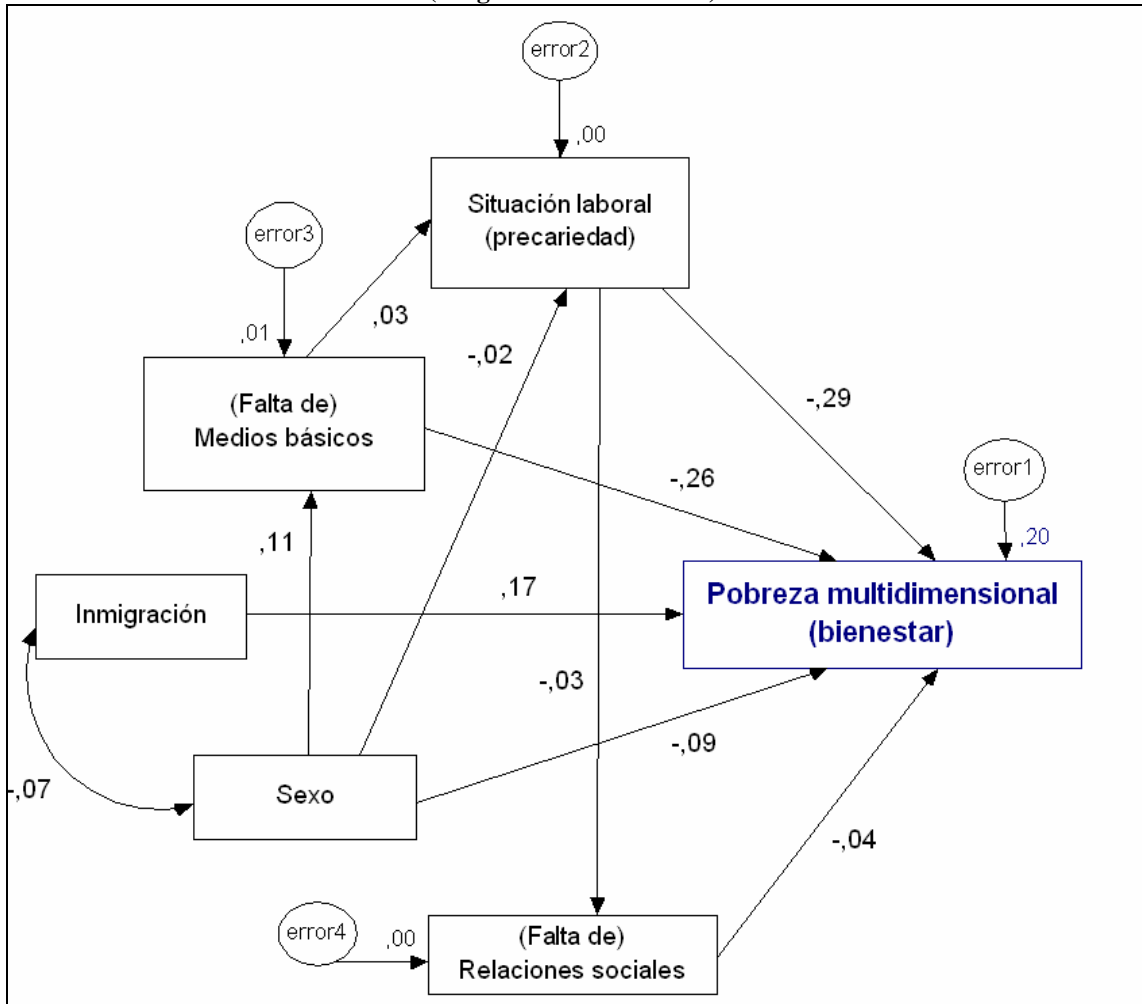 error2
,00
Situación laboral
(precariedad)
error3
,01
,03
-,02
(Falta de)
Medios básicos
-,29
-,26
error1
,20
,11
Inmigración
,17
Pobreza multidimensional
(bienestar)
-,03
-,09
-,07
Sexo
-,04
error4
,00
(Falta de)
Relaciones sociales